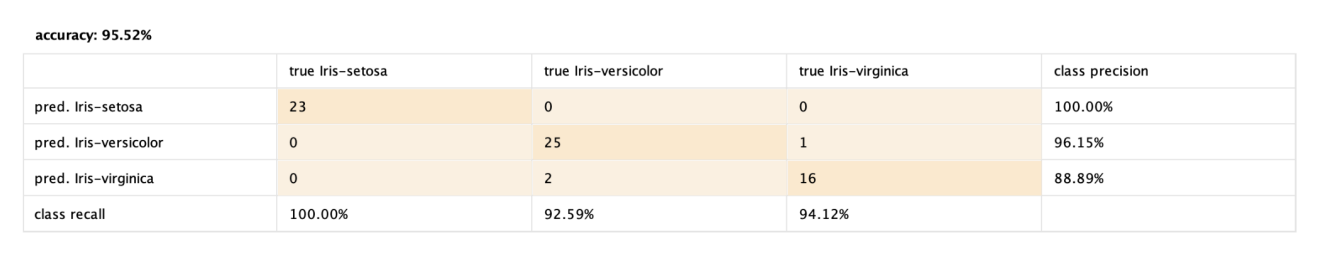 accuracy: 95.52%
true Iris-setosa true Iris-versicolor true Iris-virginica class precision
pred. Iris-setosa 23 0 0 100.00%
pred. Iris-versicolor 0 25 1 96.15%
pred. Iris-virginica 0 2 16 88.89%
class recall 100.00% 92.59% 94.12%